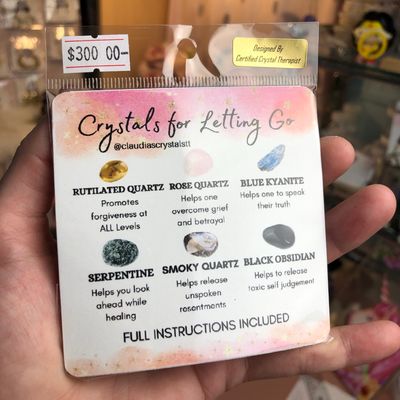 $300 00-
Designed By
Certified Crystal Therapist
Crystals for Letting Go
@claudiascrystalstt
RUTILATED QUARTZ
Promotes
forgiveness at
ALL Levels
ROSE QUARTZ
Helps one
overcome grief
and betrayal
BLUE KYANITE
Helps one to speak
their truth
SERPENTINE
Helps you look
ahead while
healing
SMOKY QUARTZ
Helps release
unspoken
resentments
BLACK OBSIDIAN
Helps to release
toxic self judgement
FULL INSTRUCTIONS INCLUDED